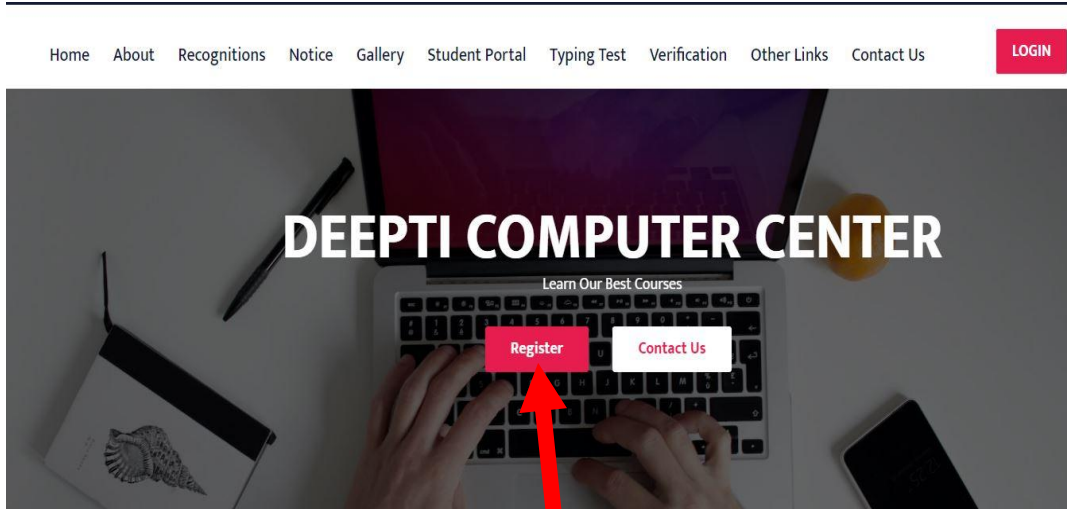 Home About Recognitions Notice Gallery Student Portal Typing Test Verification Other Links Contact Us LOGIN
DEEPTI COMPUTER CENTER
Learn Our Best Courses
Register Contact Us